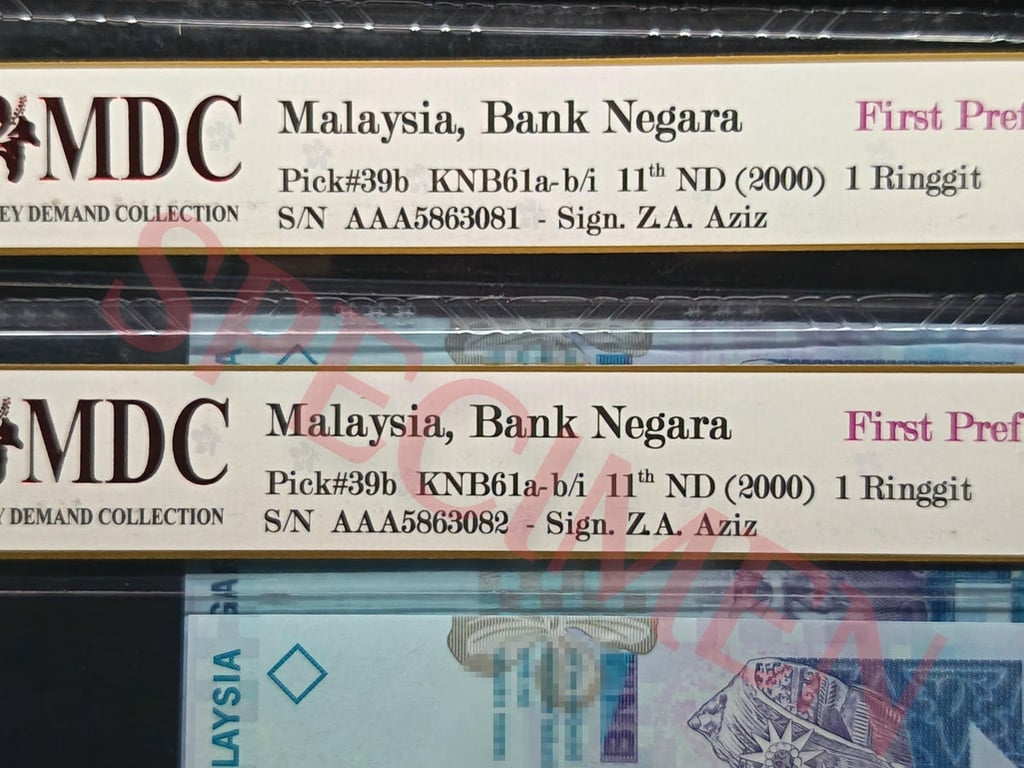 MDC
Malaysia, Bank Negara
First Pref
Pick#39b KNB61a-b/i 11th ND (2000) 1 Ringgit
EY DEMAND COLLECTION
S/N AAA5863081 - Sign. Z.A. Aziz
SPECIMEN
MDC
Malaysia, Bank Negara
First Pref
Pick#39b KNB61a-b/i 11th ND (2000) 1 Ringgit
Y DEMAND COLLECTION
S/N AAA5863082 - Sign. Z.A. Aziz
LAYSIA